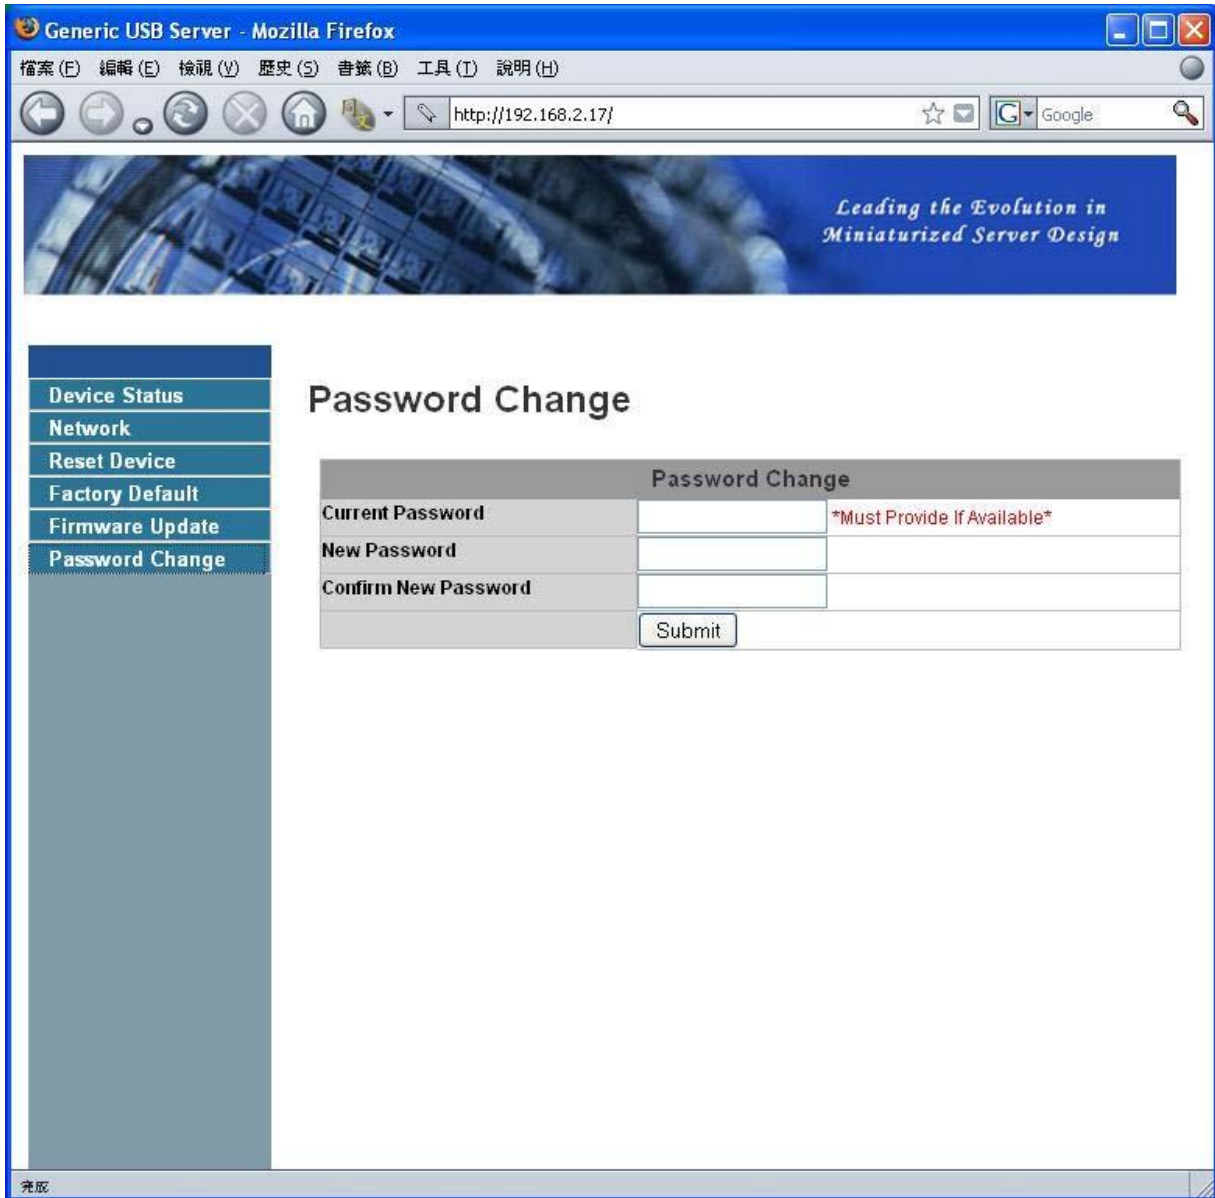 Generic USB Server - Mozilla Firefox
檔案(F) 編輯(E) 檢視(V) 歷史(S) 書籤(B) 工具(T) 說明(H)
http://192.168.2.17/ G Google
Leading the Evolution in
Miniaturized Server Design
Device Status
Network
Reset Device
Factory Default
Firmware Update
Password Change
Password Change
Password Change
Current Password *Must Provide If Available*
New Password
Confirm New Password
Submit
完成